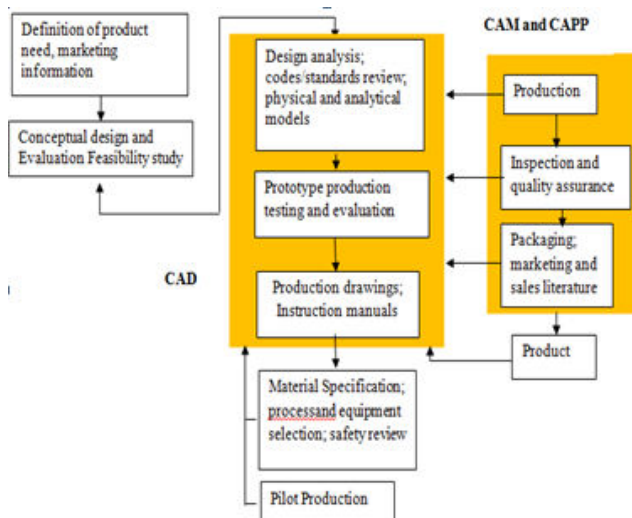 Definition of product
need, marketing
information
Conceptual design and
Evaluation Feasibility study
CAD
Design analysis;
codes/standards review;
physical and analytical
models
Prototype production
testing and evaluation
Production drawings;
Instruction manuals
Material Specification;
processand equipment
selection; safety review
Pilot Production
CAM and CAPP
Production
Inspection and
quality assurance
Packaging;
marketing and
sales literature
Product